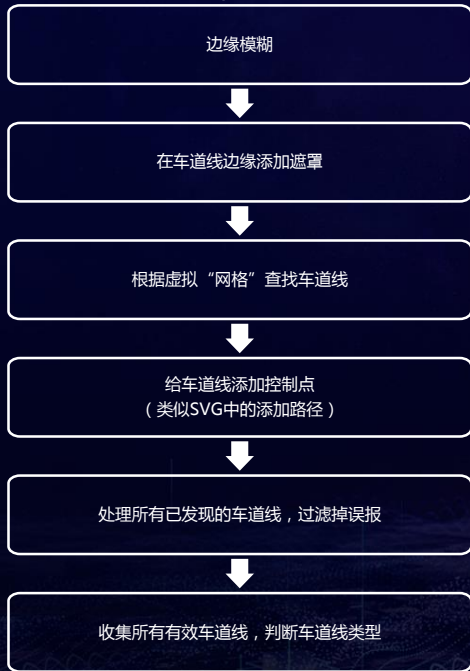 边缘模糊
在车道线边缘添加遮罩
根据虚拟“网格”查找车道线
给车道线添加控制点
（类似SVG中的添加路径）
处理所有已发现的车道线，过滤掉误报
收集所有有效车道线，判断车道线类型